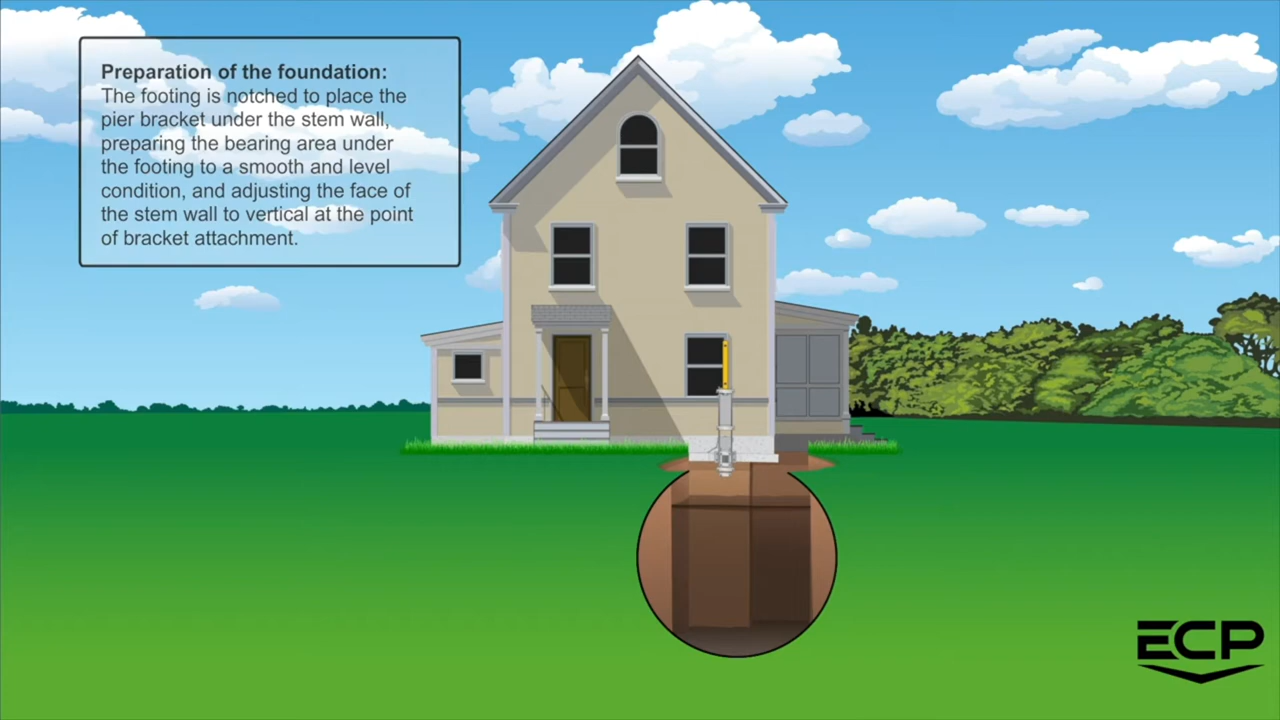 Preparation of the foundation:
The footing is notched to place the
pier bracket under the stem wall,
preparing the bearing area under
the footing to a smooth and level
condition, and adjusting the face of
the stem wall to vertical at the point
of bracket attachment.
ECP